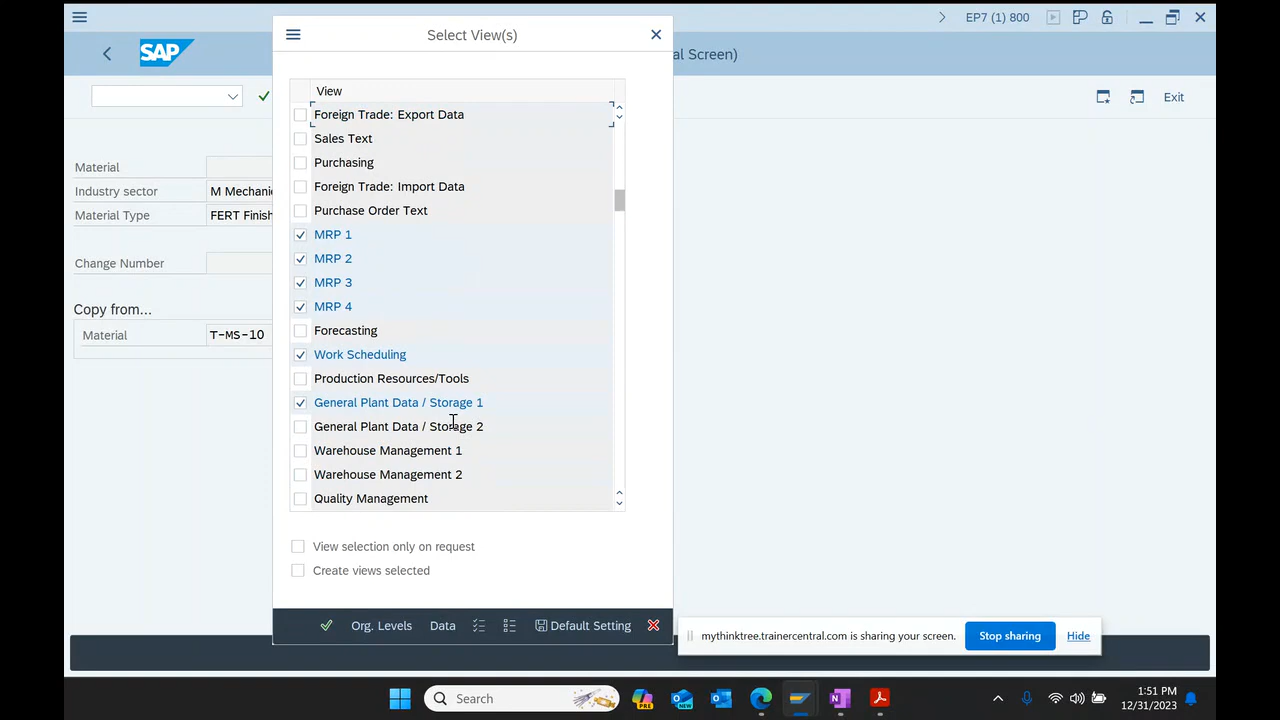 Select View(s)
EP7 (1) 800
SAP
al Screen)
Exit
View
Foreign Trade: Export Data
Sales Text
Purchasing
Foreign Trade: Import Data
Purchase Order Text
MRP 1
MRP 2
MRP 3
MRP 4
Forecasting
Work Scheduling
Production Resources/Tools
General Plant Data / Storage 1
General Plant Data / Storage 2
Warehouse Management 1
Warehouse Management 2
Quality Management
View selection only on request
Create views selected
Org. Levels Data Default Setting
Material
Industry sector M Mechani
Material Type FERT Finish
Change Number
Copy from...
Material T-MS-10
mythinktree.trainercentral.com is sharing your screen. Stop sharing Hide
Search
PRE
NEW
1:51 PM
12/31/2023